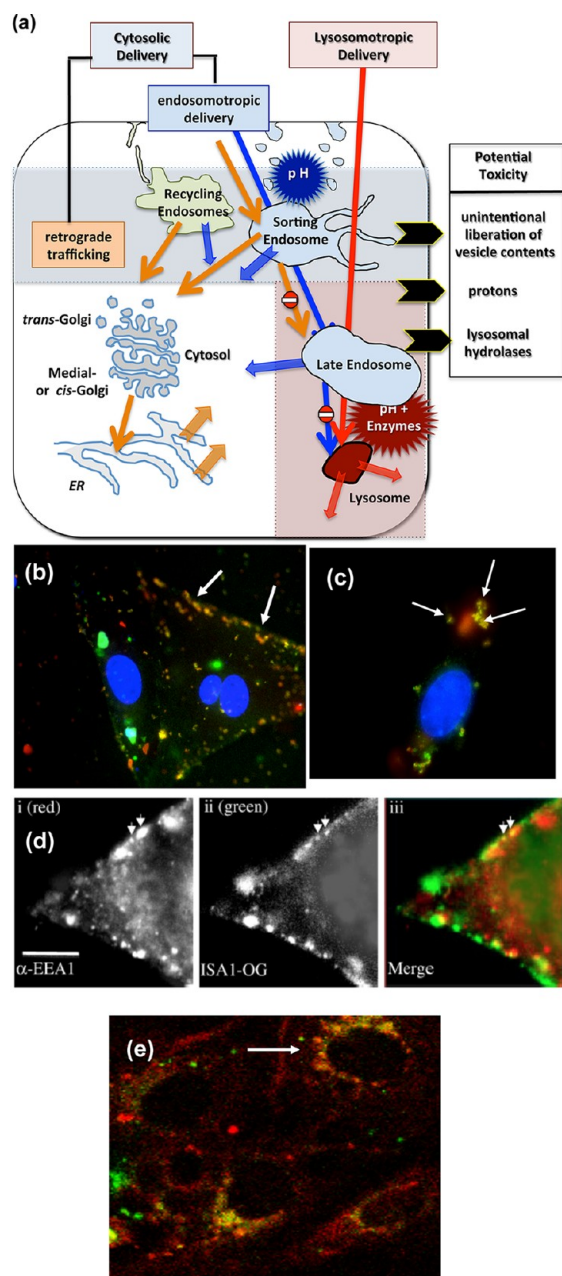 (a)
Cytosolic
Delivery
Lysosomotropic
Delivery
endosomotropic
delivery
pH
Recycling
Endosomes
Sorting
Endosome
retrograde
trafficking
Potential
Toxicity
unintentional
liberation of
vesicle contents
protons
lysosomal
hydrolases
trans-Golgi
Cytosol
Medial-
or cis-Golgi
Late Endosome
pH +
Enzymes
ER
Lysosome
(b)
(c)
(d)
i (red)
ii (green)
iii
α-EEA1
ISA1-OG
Merge
(e)